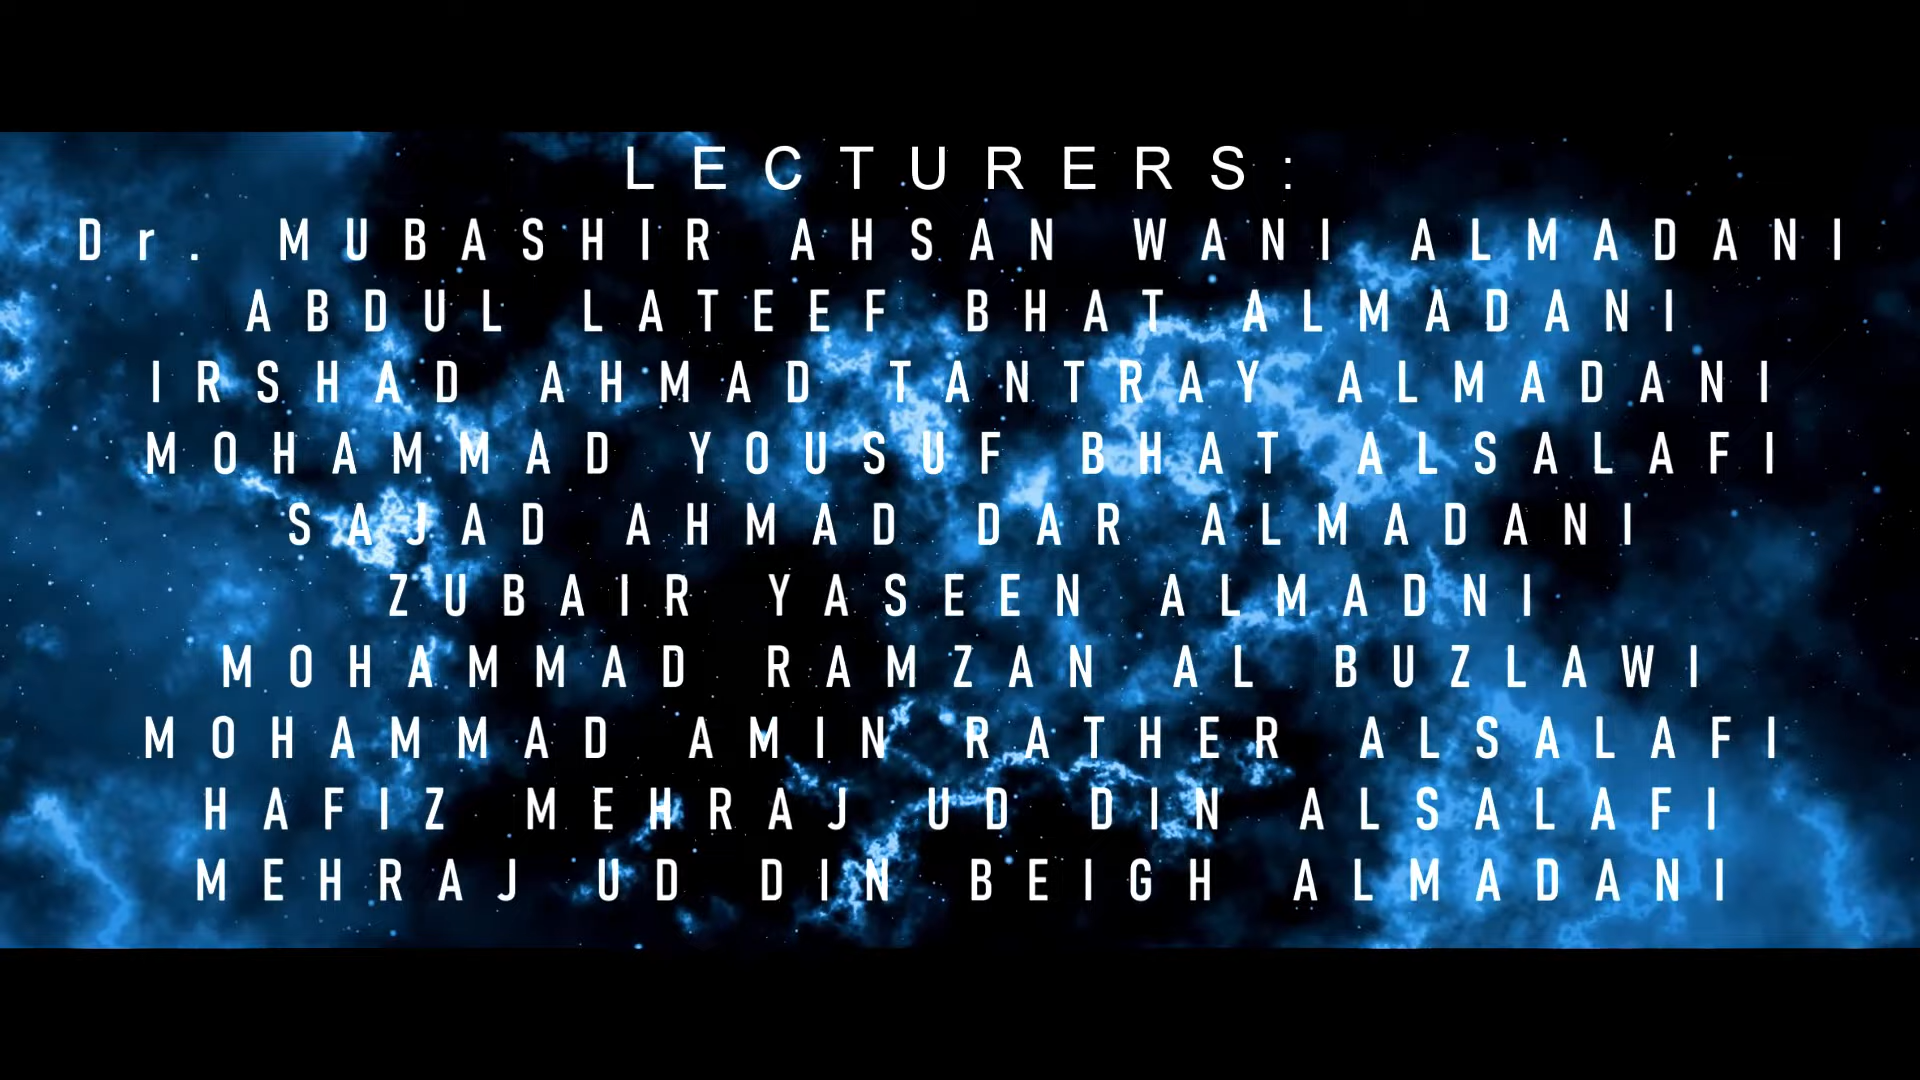 LECTURERS:
Dr. MUBASHIR AHSAN WANI ALMADANI
ABDUL LATEEF BHAT ALMADANI
IRSHAD AHMAD TANTRAY ALMADANI
MOHAMMAD YOUSUF BHAT ALSALAFI
SAJAD AHMAD DAR ALMADANI
ZUBAIR YASEEN ALMADNI
MOHAMMAD RAMZAN AL BUZLAWI
MOHAMMAD AMIN RATHER ALSALAFI
HAFIZ MEHRAJ UD DIN ALSALAFI
MEHRAJ UD DIN BEIGH ALMADANI